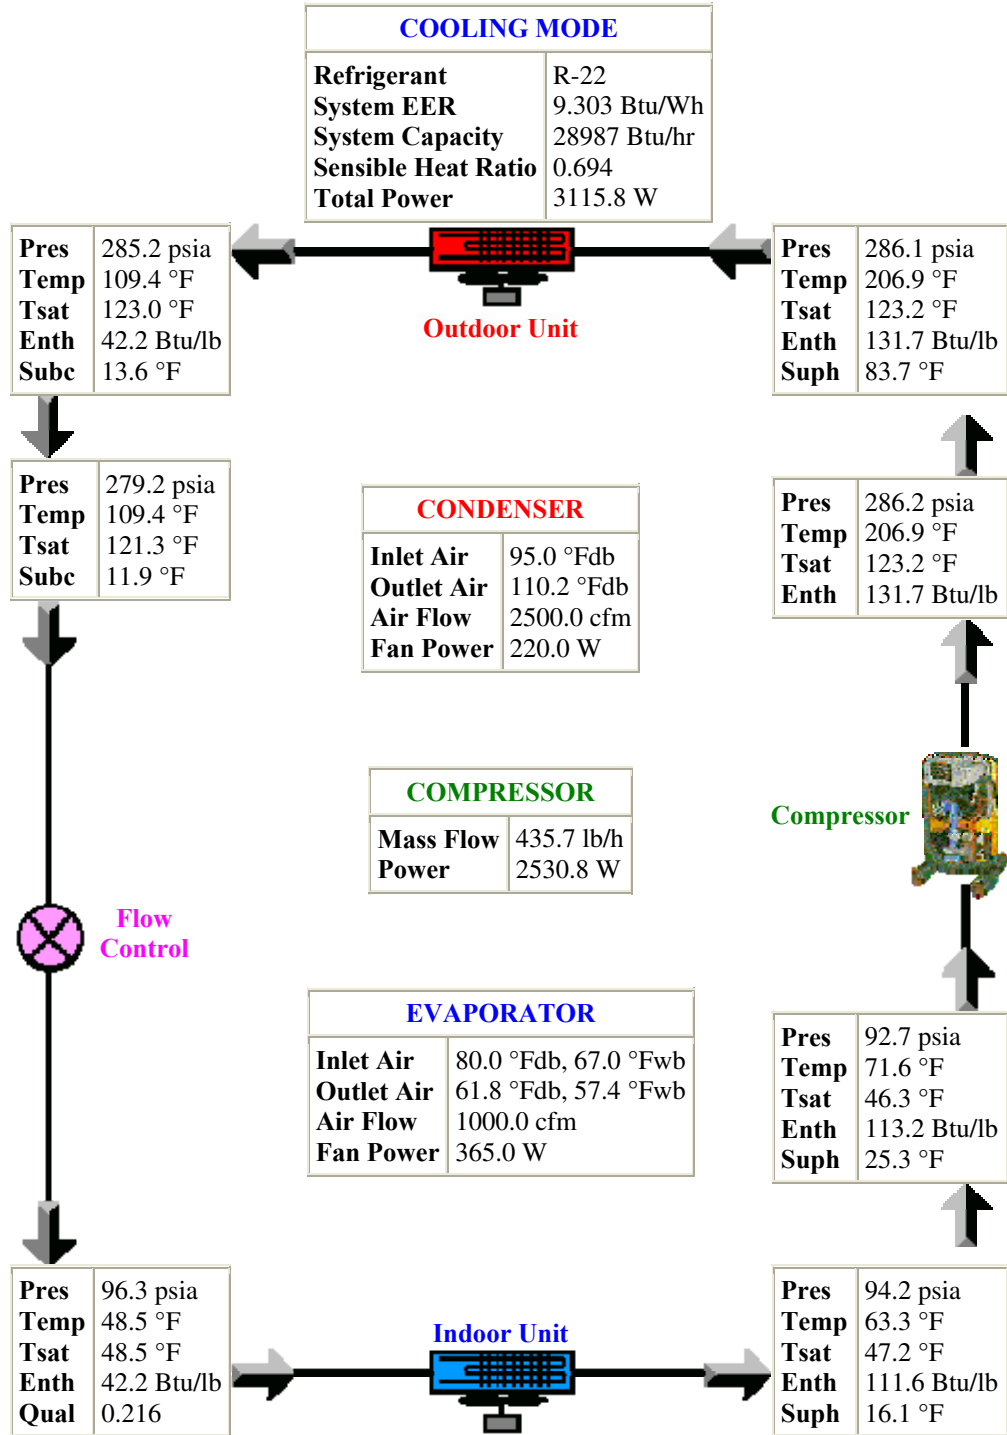 COOLING MODE
Refrigerant R-22
System EER 9.303 Btu/Wh
System Capacity 28987 Btu/hr
Sensible Heat Ratio 0.694
Total Power 3115.8 W
Pres 285.2 psia
Temp 109.4 °F
Tsat 123.0 °F
Enth 42.2 Btu/lb
Subc 13.6 °F
Outdoor Unit
Pres 286.1 psia
Temp 206.9 °F
Tsat 123.2 °F
Enth 131.7 Btu/lb
Suph 83.7 °F
Pres 279.2 psia
Temp 109.4 °F
Tsat 121.3 °F
Subc 11.9 °F
CONDENSER
Inlet Air 95.0 °Fdb
Outlet Air 110.2 °Fdb
Air Flow 2500.0 cfm
Fan Power 220.0 W
Pres 286.2 psia
Temp 206.9 °F
Tsat 123.2 °F
Enth 131.7 Btu/lb
COMPRESSOR
Mass Flow 435.7 lb/h
Power 2530.8 W
Compressor
Flow
Control
EVAPORATOR
Inlet Air 80.0 °Fdb, 67.0 °Fwb
Outlet Air 61.8 °Fdb, 57.4 °Fwb
Air Flow 1000.0 cfm
Fan Power 365.0 W
Pres 92.7 psia
Temp 71.6 °F
Tsat 46.3 °F
Enth 113.2 Btu/lb
Suph 25.3 °F
Pres 96.3 psia
Temp 48.5 °F
Tsat 48.5 °F
Enth 42.2 Btu/lb
Qual 0.216
Indoor Unit
Pres 94.2 psia
Temp 63.3 °F
Tsat 47.2 °F
Enth 111.6 Btu/lb
Suph 16.1 °F